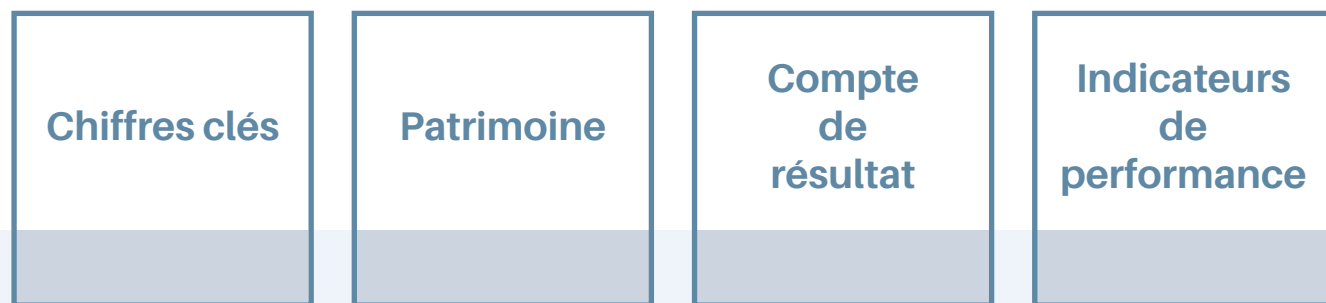 Chiffres clés
Patrimoine
Compte
de
résultat
Indicateurs
de
performance